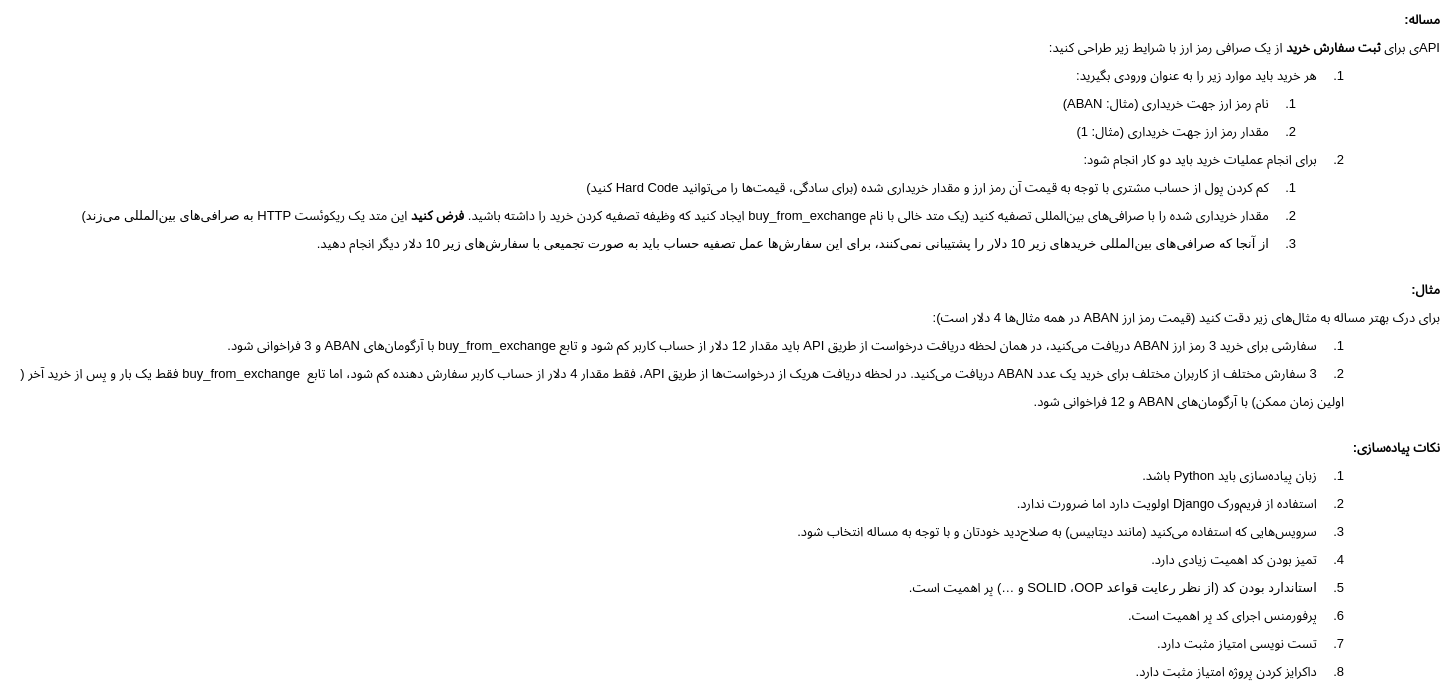 مساله:
APIی برای ثبت سفارش خرید از یک صرافی رمز ارز با شرایط زیر طراحی کنید:
1. هر خرید باید موارد زیر را به عنوان ورودی بگیرید:
1. نام رمز ارز جهت خریداری (مثال: ABAN)
2. مقدار رمز ارز جهت خریداری (مثال: 1)
2. برای انجام عملیات خرید باید دو کار انجام شود:
1. کم کردن پول از حساب مشتری با توجه به قیمت آن رمز ارز و مقدار خریداری شده (برای سادگی، قیمت‌ها را می‌توانید Hard Code کنید)
2. مقدار خریداری شده را با صرافی‌های بین‌المللی تصفیه کنید (یک متد خالی با نام buy_from_exchange ایجاد کنید که وظیفه تصفیه کردن خرید را داشته باشید. فرض کنید این متد یک ریکوئست HTTP به صرافی‌های بین‌المللی می‌زند)
3. از آنجا که صرافی‌های بین‌المللی خریدهای زیر 10 دلار را پشتیبانی نمی‌کنند، برای این سفارش‌ها عمل تصفیه حساب باید به صورت تجمیعی با سفارش‌های زیر 10 دلار دیگر انجام دهید.
مثال:
برای درک بهتر مساله به مثال‌های زیر دقت کنید (قیمت رمز ارز ABAN در همه مثال‌ها 4 دلار است):
1. سفارشی برای خرید 3 رمز ارز ABAN دریافت می‌کنید، در همان لحظه دریافت درخواست از طریق API باید مقدار 12 دلار از حساب کاربر کم شود و تابع buy_from_exchange با آرگومان‌های ABAN و 3 فراخوانی شود.
2. 3 سفارش مختلف از کاربران مختلف برای خرید یک عدد ABAN دریافت می‌کنید. در لحظه دریافت هریک از درخواست‌ها از طریق API، فقط مقدار 4 دلار از حساب کاربر سفارش دهنده کم شود، اما تابع buy_from_exchange فقط یک بار و پس از خرید آخر (
اولین زمان ممکن) با آرگومان‌های ABAN و 12 فراخوانی شود.
نکات پیاده‌سازی:
1. زبان پیاده‌سازی باید Python باشد.
2. استفاده از فریم‌ورک Django اولویت دارد اما ضرورت ندارد.
3. سرویس‌هایی که استفاده می‌کنید (مانند دیتابیس) به صلاح‌دید خودتان و با توجه به مساله انتخاب شود.
4. تمیز بودن کد اهمیت زیادی دارد.
5. استاندارد بودن کد (از نظر رعایت قواعد SOLID ،OOP و …) پر اهمیت است.
6. پرفورمنس اجرای کد پر اهمیت است.
7. تست نویسی امتیاز مثبت دارد.
8. داکرایز کردن پروژه امتیاز مثبت دارد.